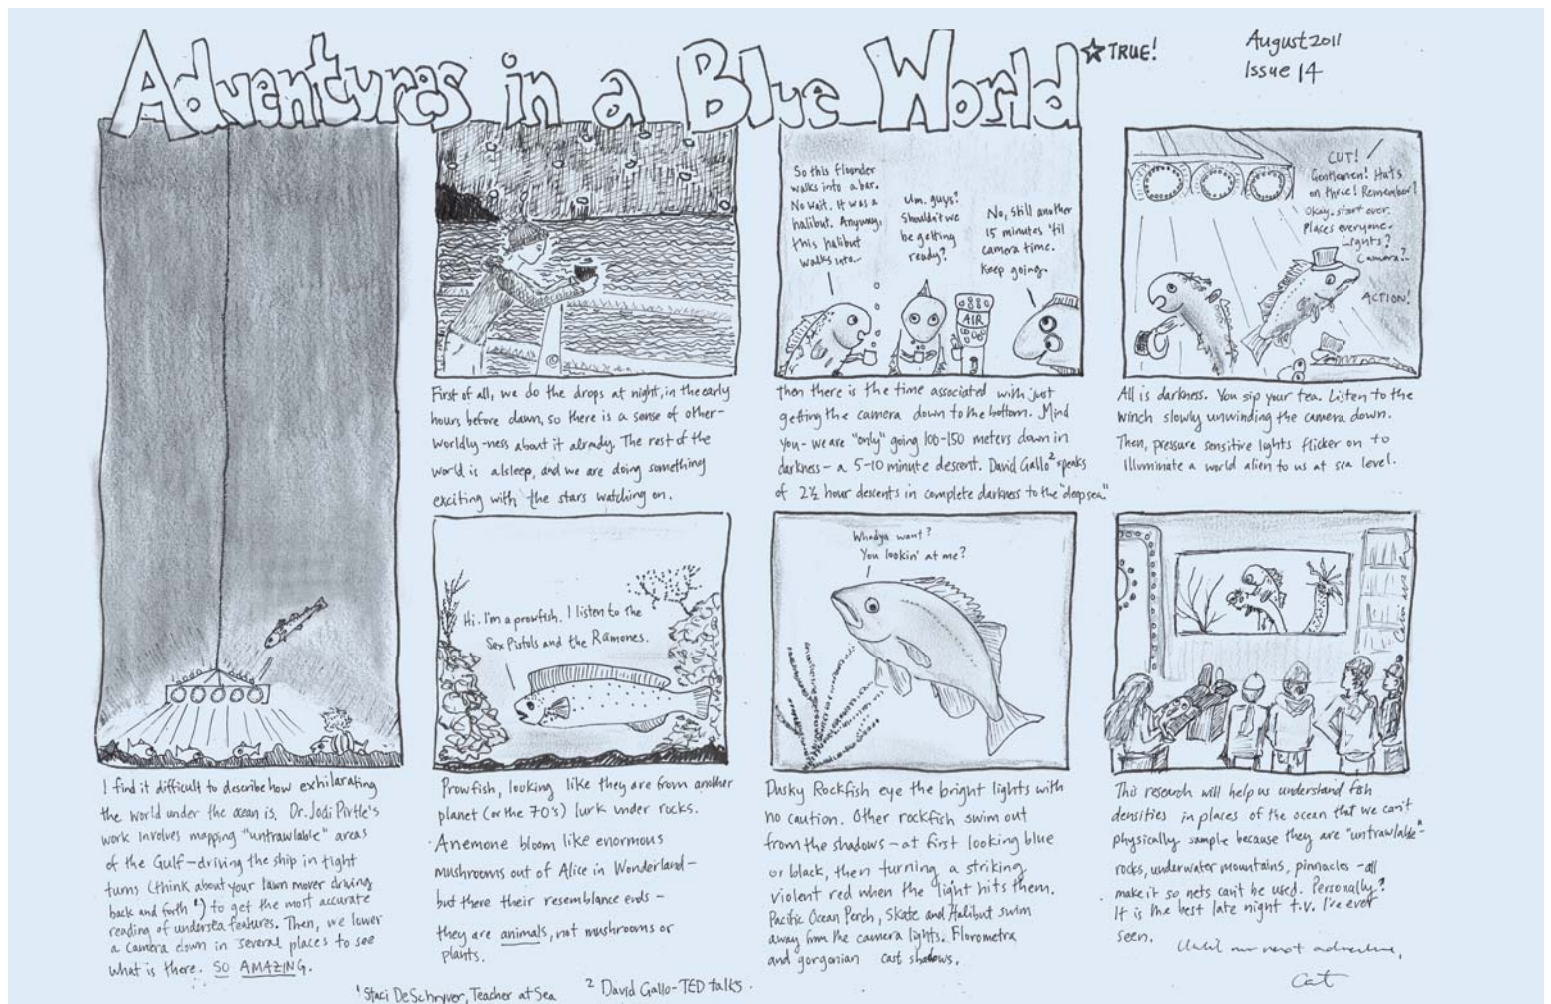 Adventures in a Blue World
☆TRUE!
August 2011
Issue 14
I find it difficult to describe how exhilarating
the world under the ocean is. Dr. Jodi Pirtle's
work involves mapping "untrawlable" areas
of the Gulf-driving the ship in tight
turns (think about your lawn mover driving
back and forth ¹) to get the most accurate
reading of undersea features. Then, we lower
a camera down in several places to see
what is there. SO AMAZING.
First of all, we do the drops at night, in the early
hours before dawn, so there is a sense of other-
worldly-ness about it already. The rest of the
world is alsleep, and we are doing something
exciting with the stars watching on.
So this flounder
walks into a bar.
No wait. It was a
halibut. Anyway,
this halibut
walks into..
Um. guys?
Shouldn't we
be getting
ready?
No, still another
15 minutes 'til
camera time.
Keep going.
AIR
Then there is the time associated with just
getting the camera down to the bottom. Mind
you- we are "only" going 100-150 meters down in
darkness- a 5-10 minute descent. David Gallo² speaks
of 2½ hour descents in complete darkness to the "deep sea."
CUT!
Gentlemen! Hats
on three! Remember?
Okay. start over.
Places everyone.
Lights?
Camera?..
ACTION!
All is darkness. You sip your tea. Listen to the
winch slowly unwinding the camera down.
Then, pressure sensitive lights flicker on to
illuminate a world alien to us at sea level.
Hi. I'm a prowfish. I listen to the
Sex Pistols and the Ramones.
Prowfish, looking like they are from another
planet (or the 70's) lurk under rocks.
Anemone bloom like enormous
mushrooms out of Alice in Wonderland-
but there their resemblance ends-
they are animals, not mushrooms or
plants.
Whadya want?
You lookin' at me?
Dusky Rockfish eye the bright lights with
no caution. Other rockfish swim out
from the shadows - at first looking blue
or black, then turning a striking
violent red when the light hits them.
Pacific Ocean Perch, Skate and Halibut swim
away from the camera lights. Florometra
and gorgonian cast shadows.
This research will help us understand fish
densities in places of the ocean that we can't
physically sample because they are "untrawlable"-
rocks, underwater mountains, pinnacles -all
make it so nets can't be used. Personally?
It is the best late night t.v. I've ever
seen.
Until our next adventure,
Cat
¹ Staci DeSchryver, Teacher at Sea
² David Gallo-TED talks.